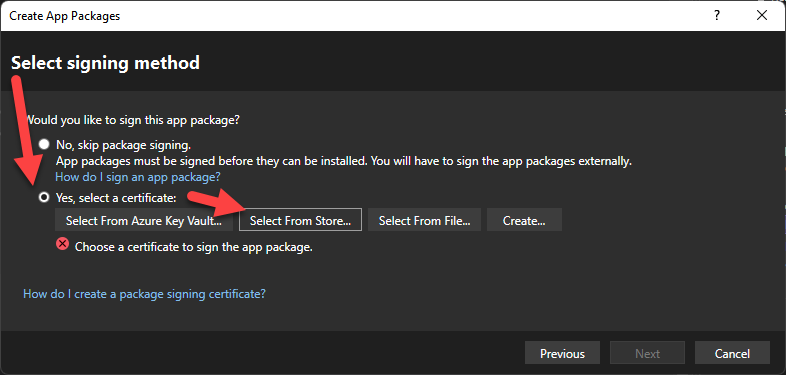 Create App Packages
?
Select signing method
Would you like to sign this app package?
No, skip package signing.
App packages must be signed before they can be installed. You will have to sign the app packages externally.
How do I sign an app package?
Yes, select a certificate:
Select From Azure Key Vault... Select From Store... Select From File... Create...
Choose a certificate to sign the app package.
How do I create a package signing certificate?
Previous Next Cancel